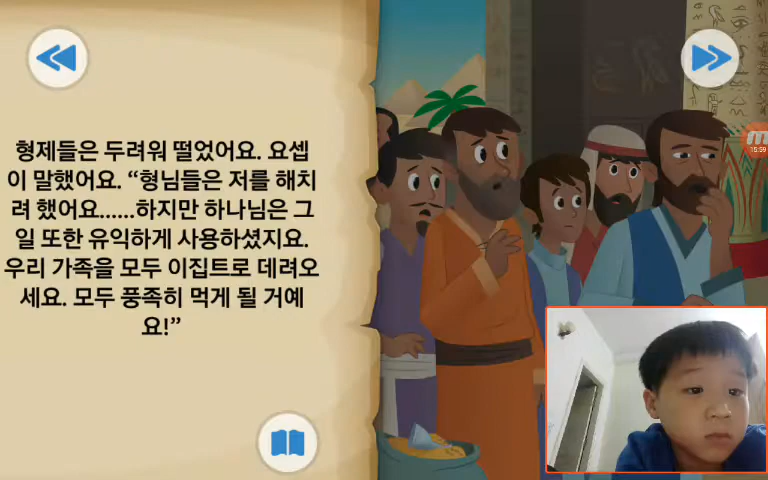 형제들은 두려워 떨었어요. 요셉
이 말했어요. “형님들은 저를 해치
려 했어요......하지만 하나님은 그
일 또한 유익하게 사용하셨지요.
우리 가족을 모두 이집트로 데려오
세요. 모두 풍족히 먹게 될 거예
요!”
15:59